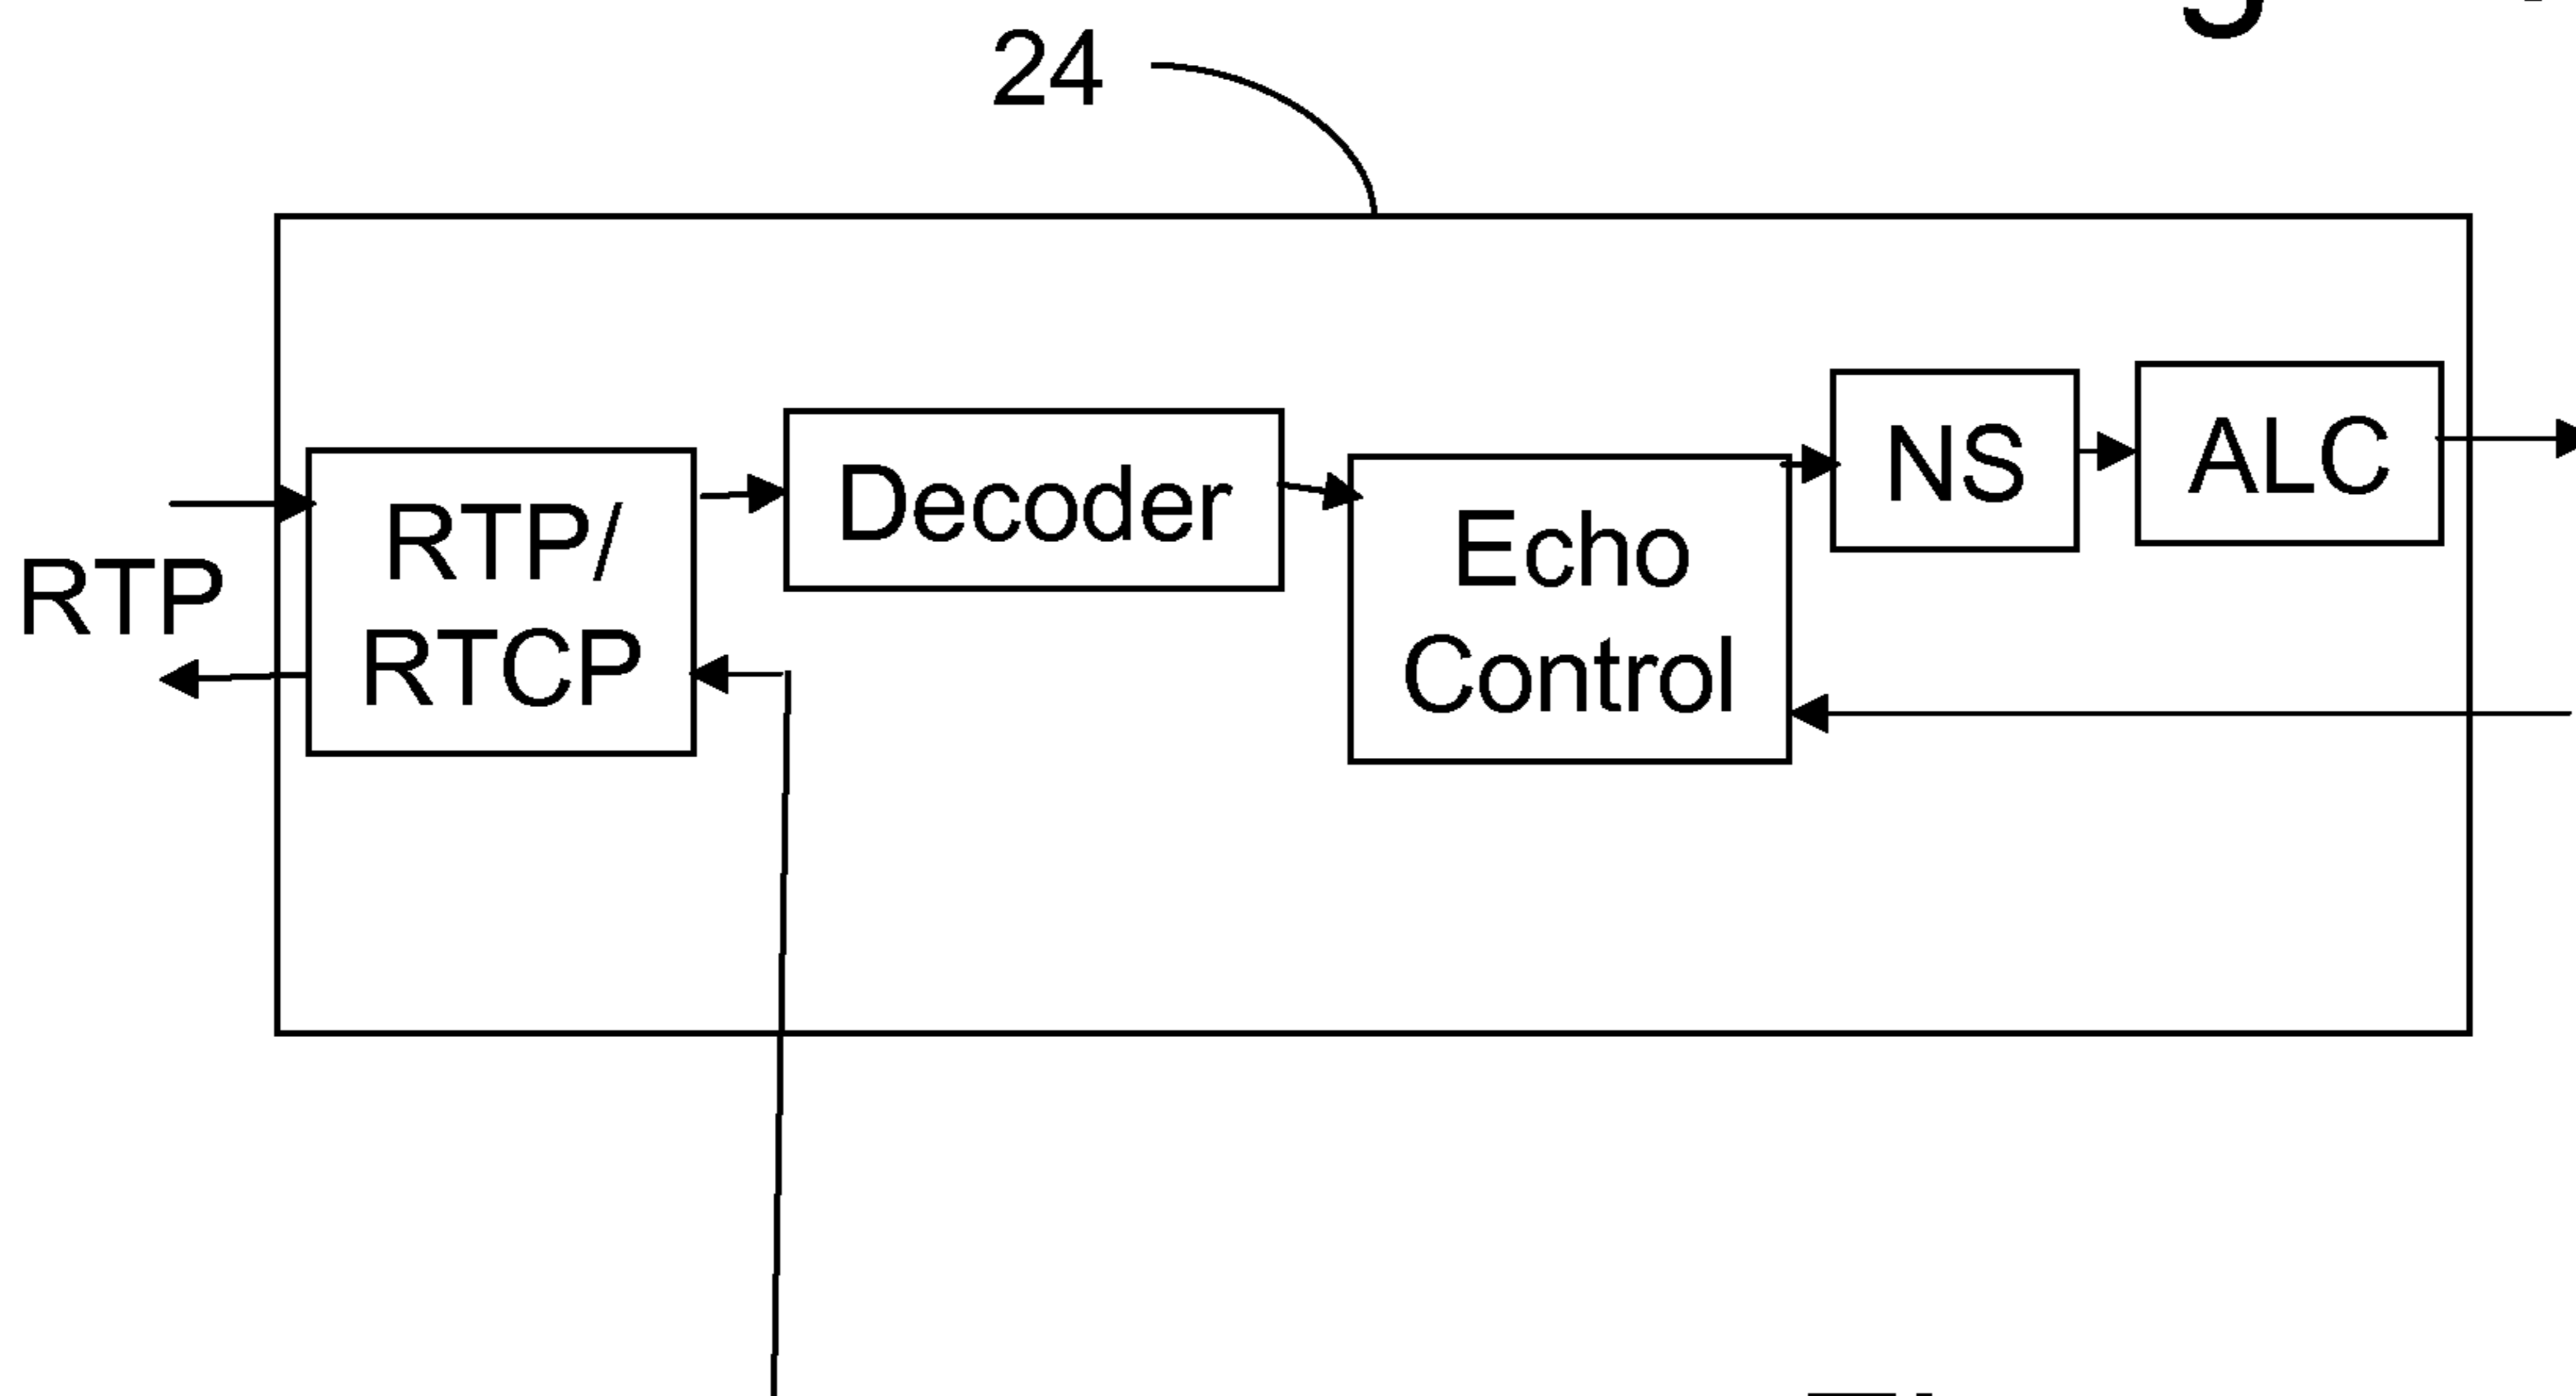 24
RTP
RTP/
RTCP
Decoder
Echo
Control
NS
ALC